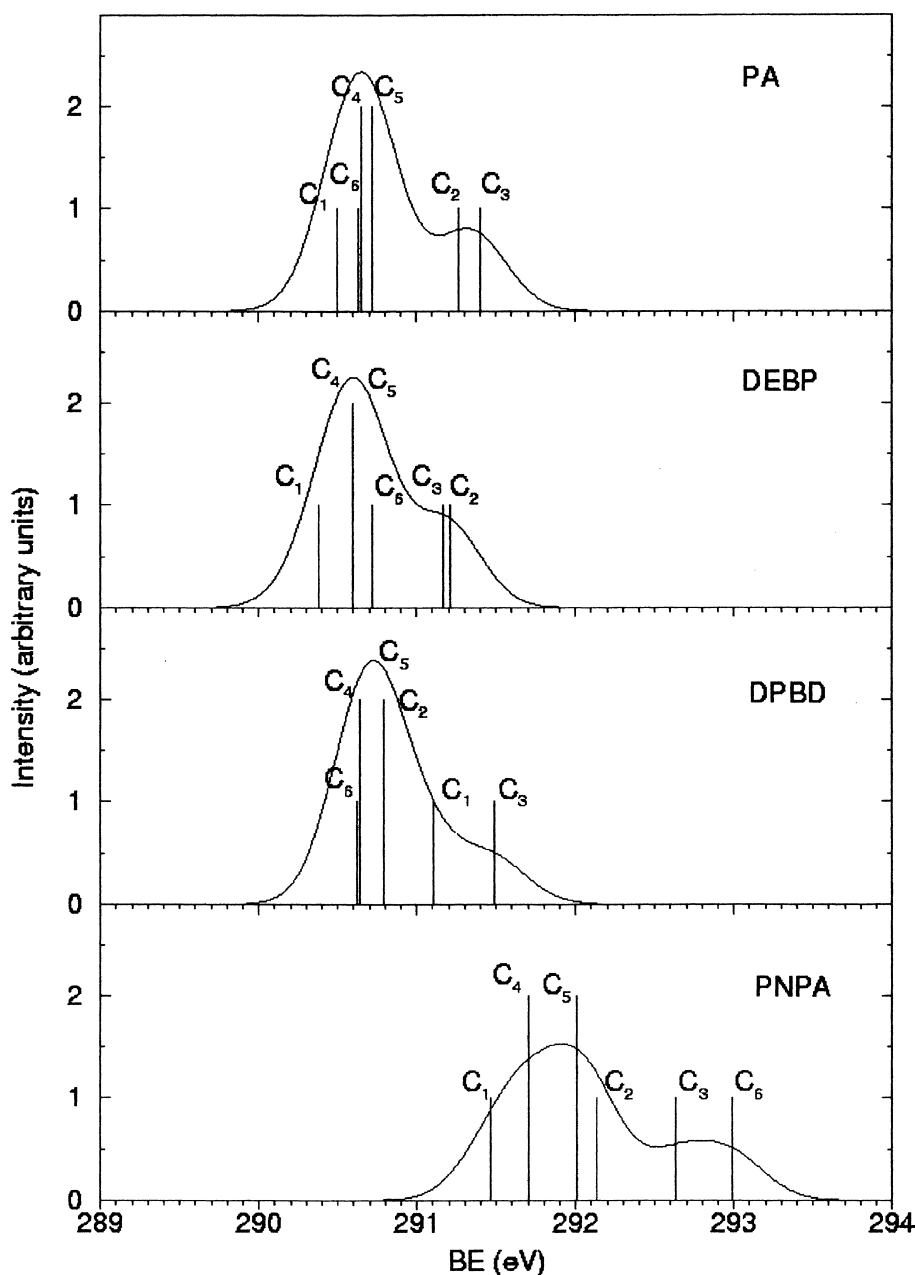 PA
C₄ C₅
2
C₆
C₁ C₂ C₃
1
0
DEBP
C₄ C₅
2
C₁ C₆ C₃ C₂
1
0
DPBD
C₅
C₄ C₂
2
C₆ C₁ C₃
1
0
PNPA
C₄ C₅
2
C₁ C₂ C₃ C₆
1
0
289 290 291 292 293 294
BE (eV)
Intensity (arbitrary units)